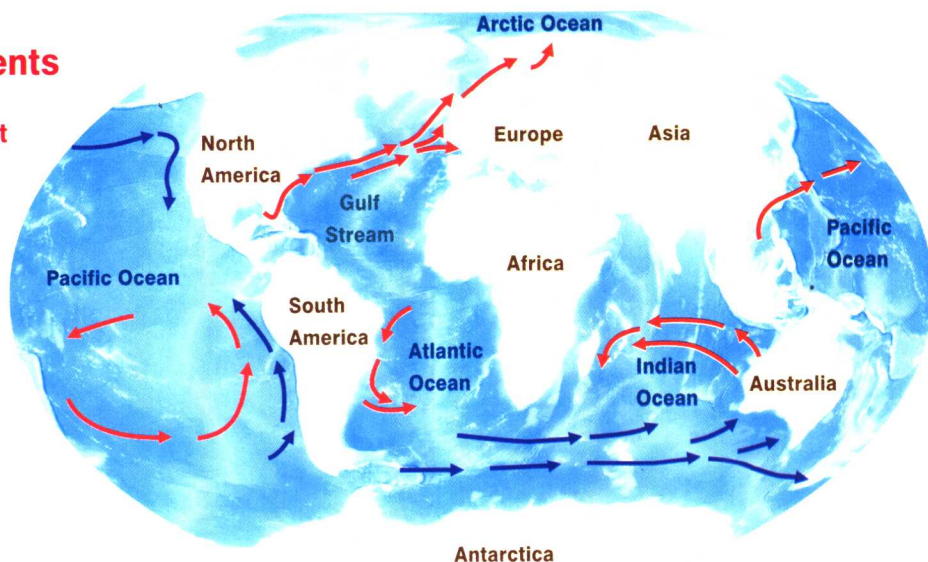 Arctic Ocean
ents
t
North
America
Europe
Asia
Gulf
Stream
Pacific
Ocean
Pacific Ocean
Africa
South
America
Atlantic
Ocean
Indian
Ocean
Australia
Antarctica